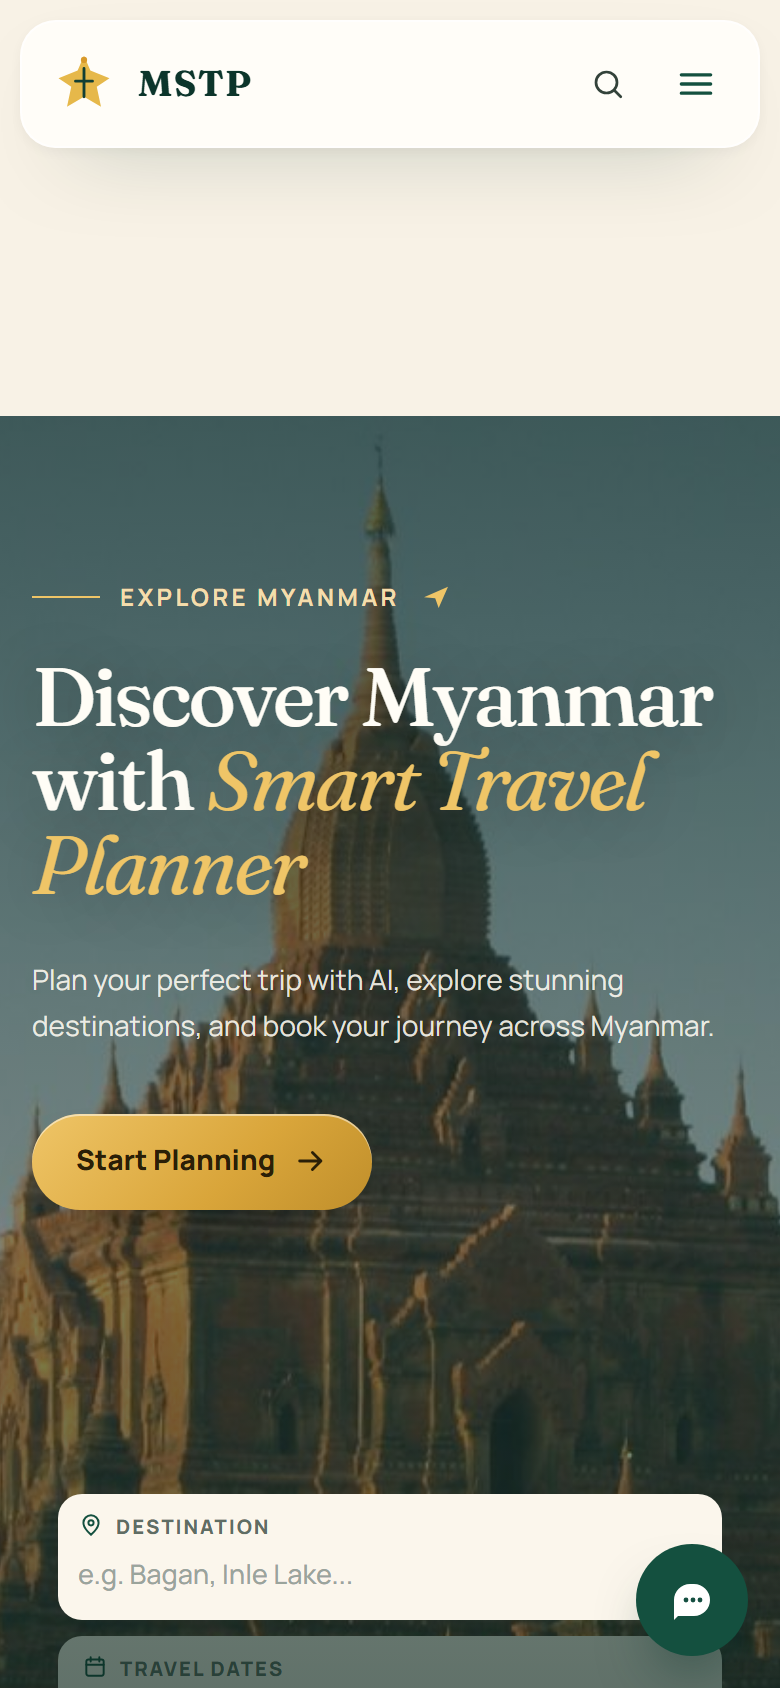 MSTP
EXPLORE MYANMAR
Discover Myanmar
with Smart Travel
Planner
Plan your perfect trip with AI, explore stunning
destinations, and book your journey across Myanmar.
Start Planning
DESTINATION
e.g. Bagan, Inle Lake...
TRAVEL DATES